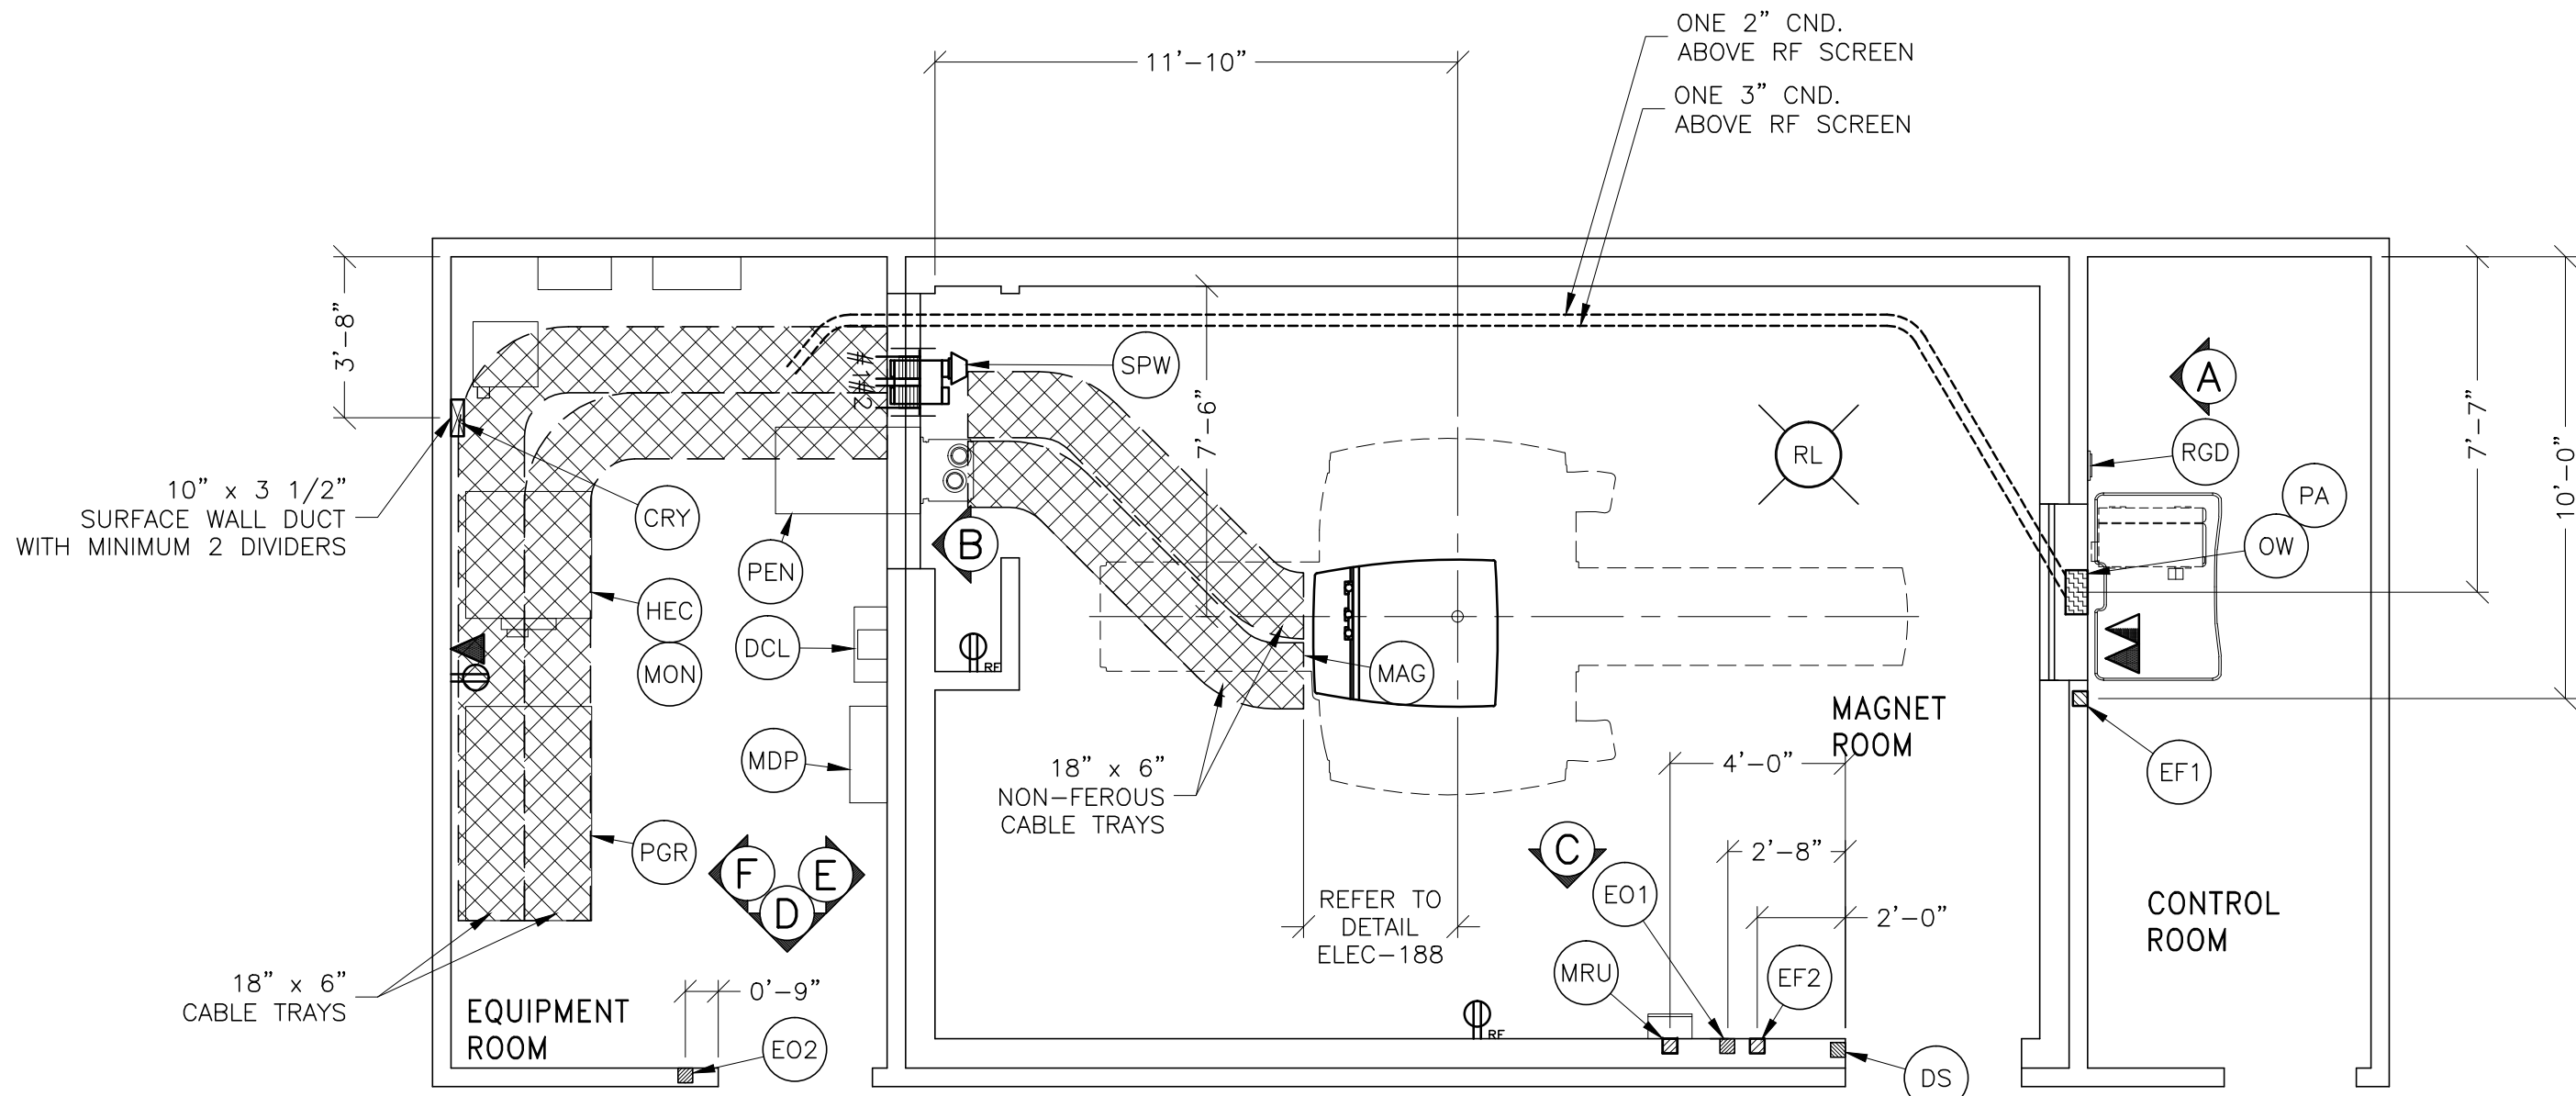 ONE 2" CND.
ABOVE RF SCREEN
11'-10"
ONE 3" CND.
ABOVE RF SCREEN
3'-8"
#1
#2
SPW
7'-6"
RL
A
RGD
7'-7"
10'-0"
PA
OW
10" x 3 1/2"
SURFACE WALL DUCT
WITH MINIMUM 2 DIVIDERS
CRY
PEN
B
HEC
MON
DCL
RF
MAG
MAGNET
ROOM
MDP
18" x 6"
NON-FEROUS
CABLE TRAYS
4'-0"
EF1
PGR
F
E
D
C
2'-8"
EO1
REFER TO
DETAIL
ELEC-188
2'-0"
CONTROL
ROOM
18" x 6"
CABLE TRAYS
EQUIPMENT
ROOM
0'-9"
EO2
MRU
EF2
RF
DS